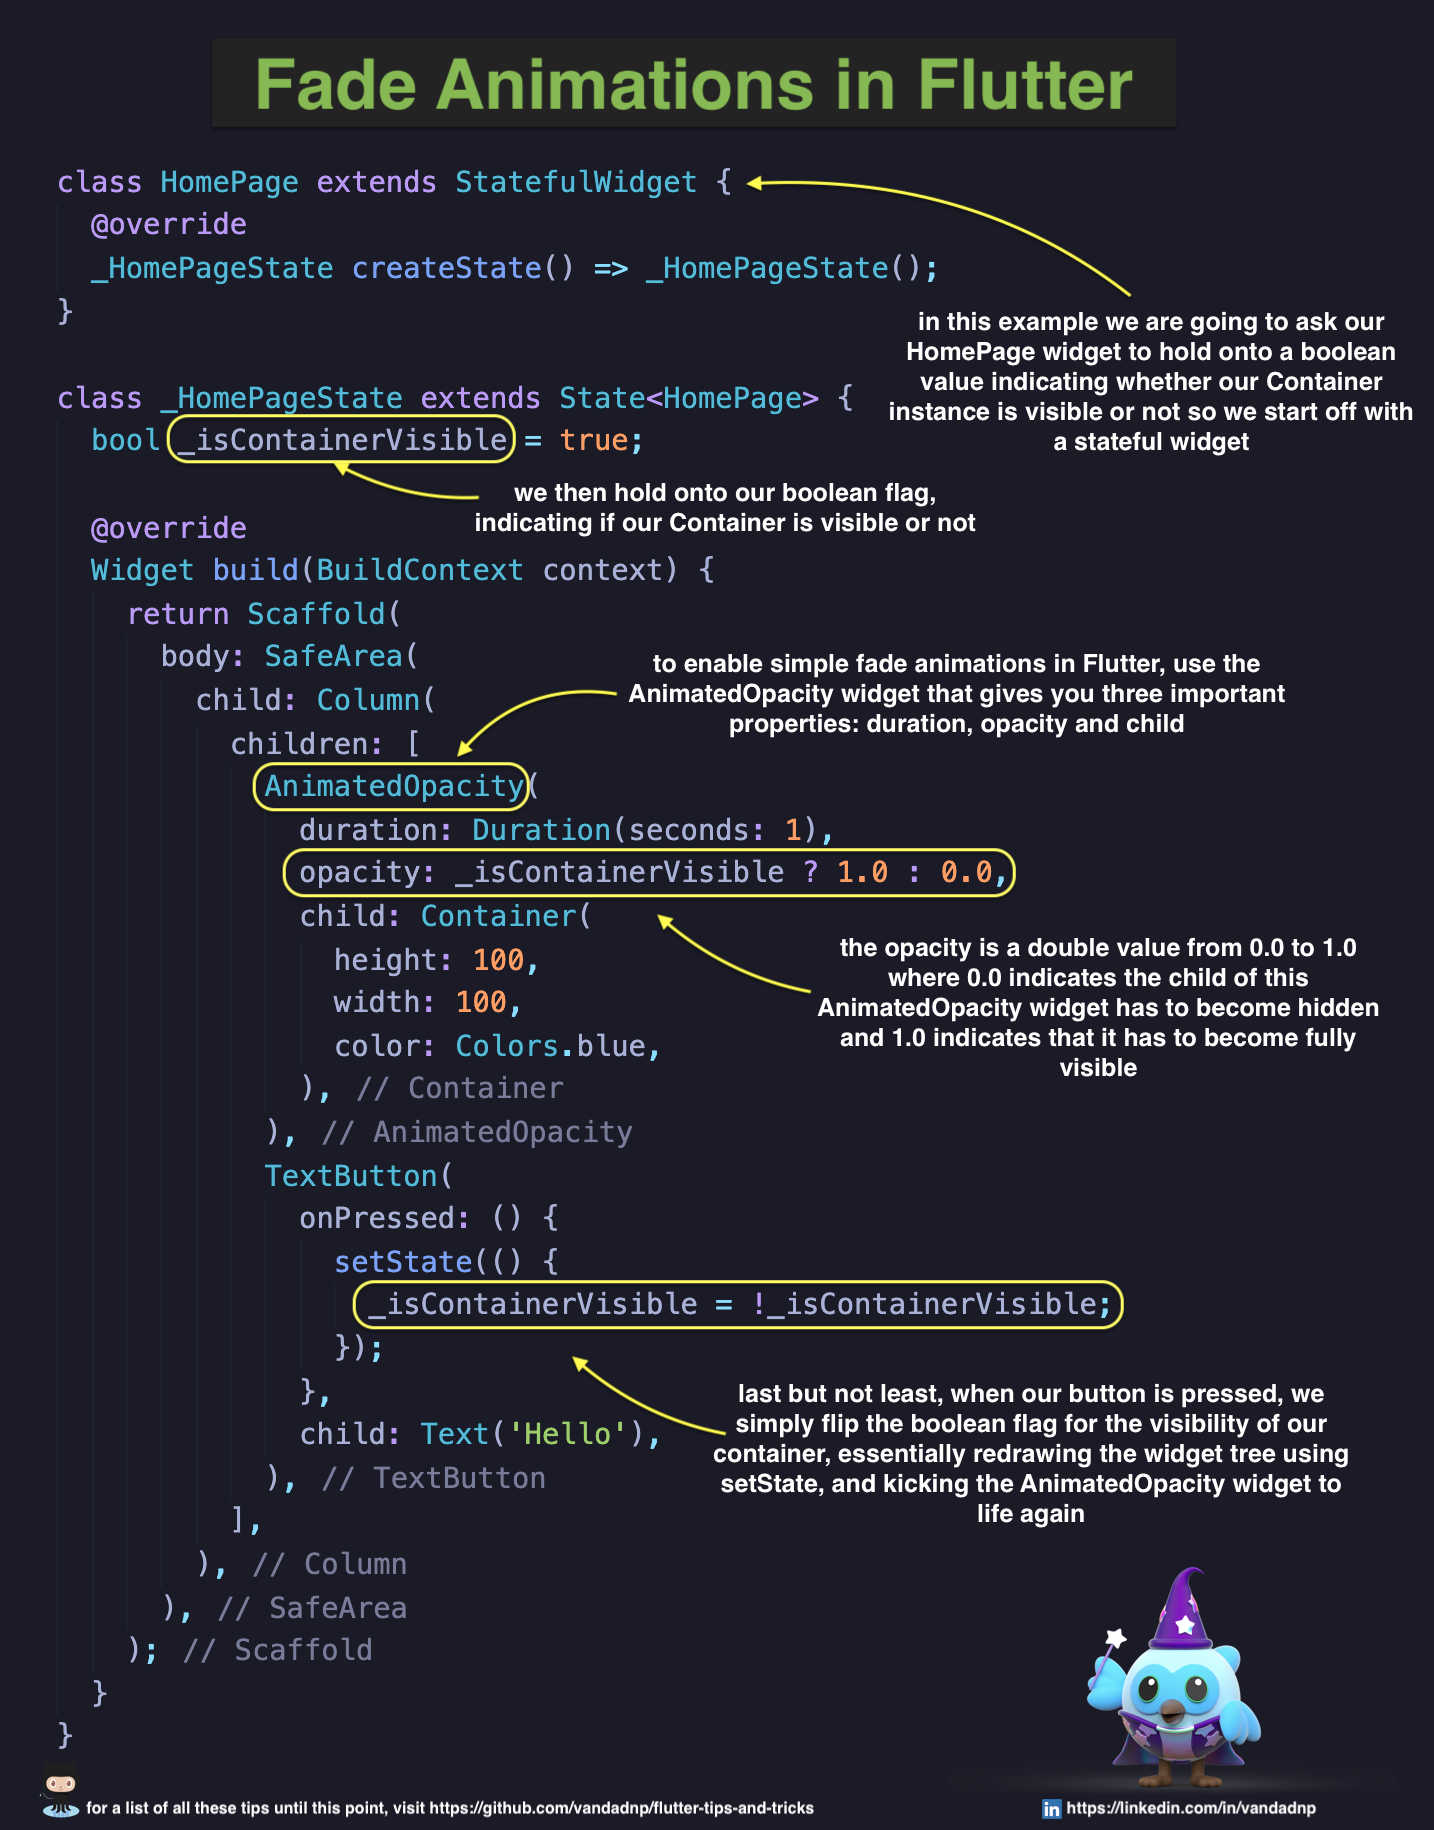 Fade Animations in Flutter
class HomePage extends StatefulWidget {
@override
_HomePageState createState() => _HomePageState();
}
in this example we are going to ask our
HomePage widget to hold onto a boolean
value indicating whether our Container
instance is visible or not so we start off with
a stateful widget
class _HomePageState extends State<HomePage> {
bool _isContainerVisible = true;
we then hold onto our boolean flag,
indicating if our Container is visible or not
@override
Widget build(BuildContext context) {
return Scaffold(
body: SafeArea(
child: Column(
children: [
to enable simple fade animations in Flutter, use the
AnimatedOpacity widget that gives you three important
properties: duration, opacity and child
AnimatedOpacity(
duration: Duration(seconds: 1),
opacity: _isContainerVisible ? 1.0 : 0.0,
child: Container(
height: 100,
width: 100,
color: Colors.blue,
), // Container
), // AnimatedOpacity
the opacity is a double value from 0.0 to 1.0
where 0.0 indicates the child of this
AnimatedOpacity widget has to become hidden
and 1.0 indicates that it has to become fully
visible
TextButton(
onPressed: () {
setState(() {
_isContainerVisible = !_isContainerVisible;
});
},
child: Text('Hello'),
), // TextButton
],
), // Column
), // SafeArea
); // Scaffold
}
}
last but not least, when our button is pressed, we
simply flip the boolean flag for the visibility of our
container, essentially redrawing the widget tree using
setState, and kicking the AnimatedOpacity widget to
life again
for a list of all these tips until this point, visit https://github.com/vandadnp/flutter-tips-and-tricks
in https://linkedin.com/in/vandadnp